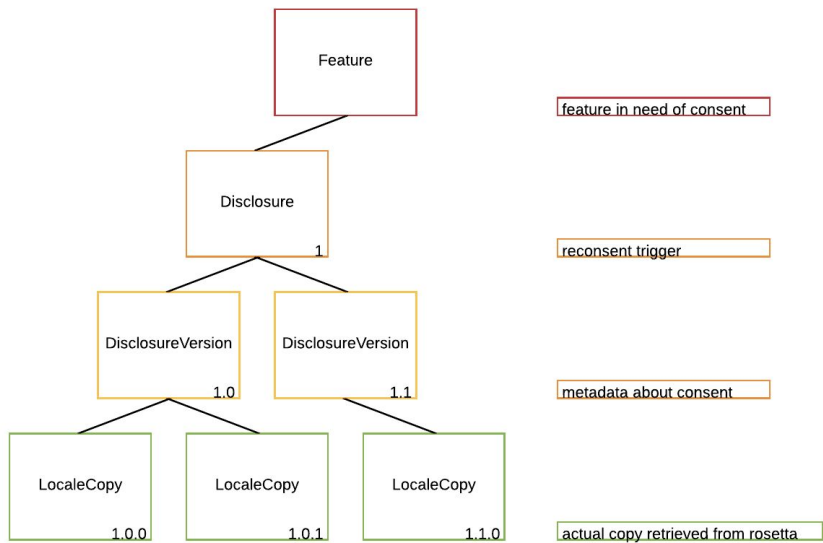 Feature
feature in need of consent
Disclosure
1
reconsent trigger
DisclosureVersion
DisclosureVersion
1.0
1.1
metadata about consent
LocaleCopy
LocaleCopy
LocaleCopy
1.0.0
1.0.1
1.1.0
actual copy retrieved from rosetta